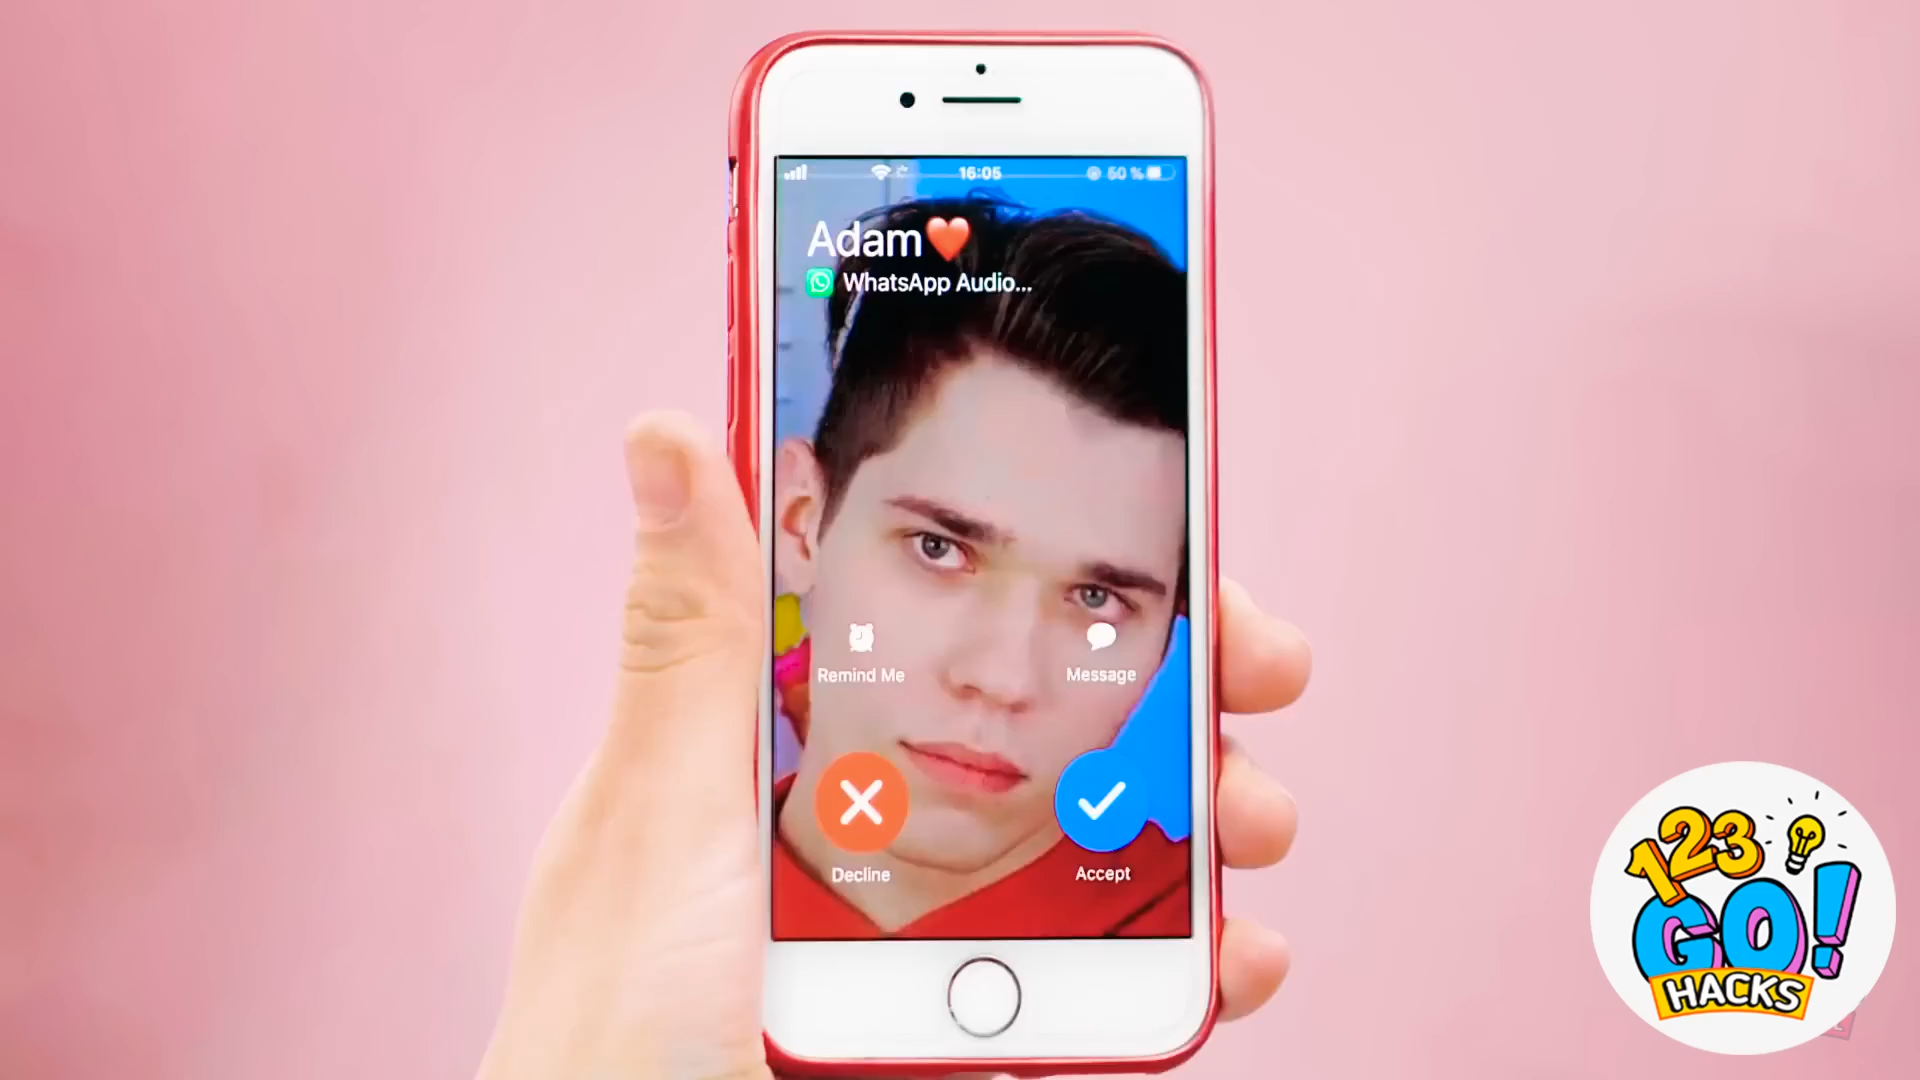 16:05
50 %
Adam❤️
WhatsApp Audio...
Remind Me
Message
Decline
Accept
123
GO!
HACKS